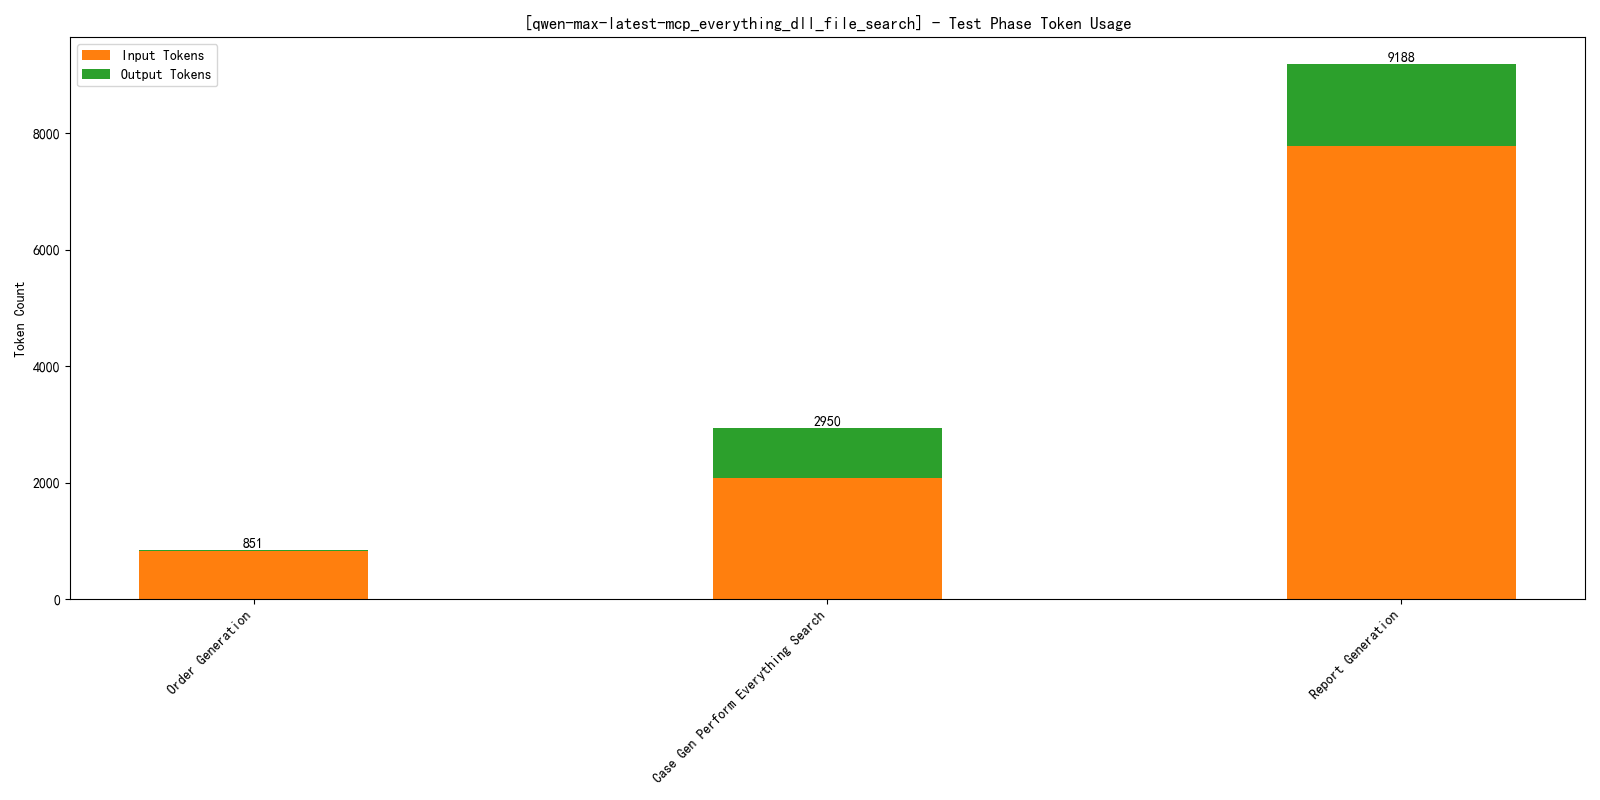 [qwen-max-latest-mcp_everything_dll_file_search] - Test Phase Token Usage
Input Tokens
Output Tokens
9188
8000
6000
Token Count
4000
2950
2000
851
0
Order Generation
Case Gen Perform Everything Search
Report Generation